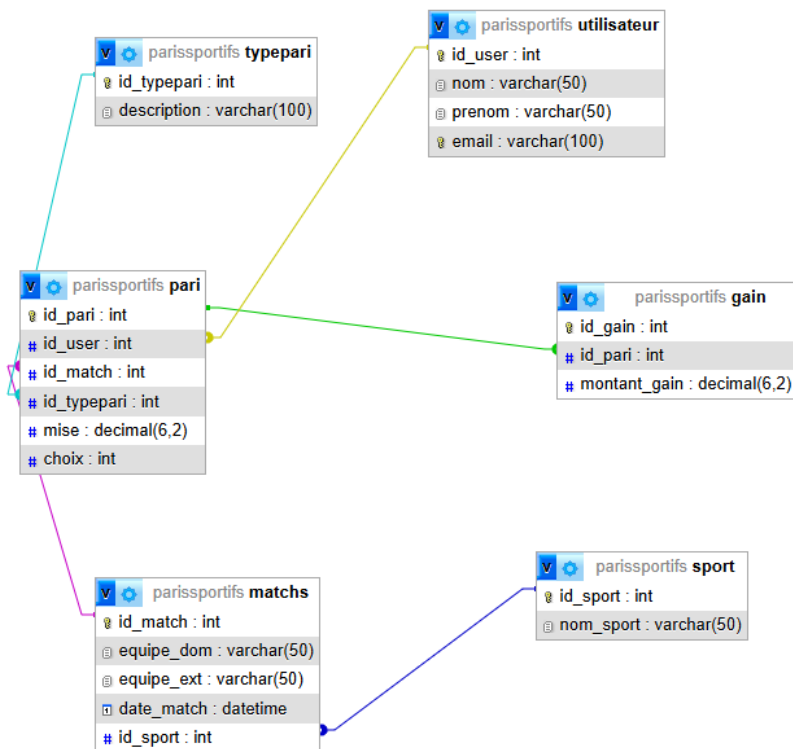 parissportifs typepari
id_typepari : int
description : varchar(100)
parissportifs utilisateur
id_user : int
nom : varchar(50)
prenom : varchar(50)
email : varchar(100)
parissportifs pari
id_pari : int
id_user : int
id_match : int
id_typepari : int
mise : decimal(6,2)
choix : int
parissportifs gain
id_gain : int
id_pari : int
montant_gain : decimal(6,2)
parissportifs matchs
id_match : int
equipe_dom : varchar(50)
equipe_ext : varchar(50)
date_match : datetime
id_sport : int
parissportifs sport
id_sport : int
nom_sport : varchar(50)